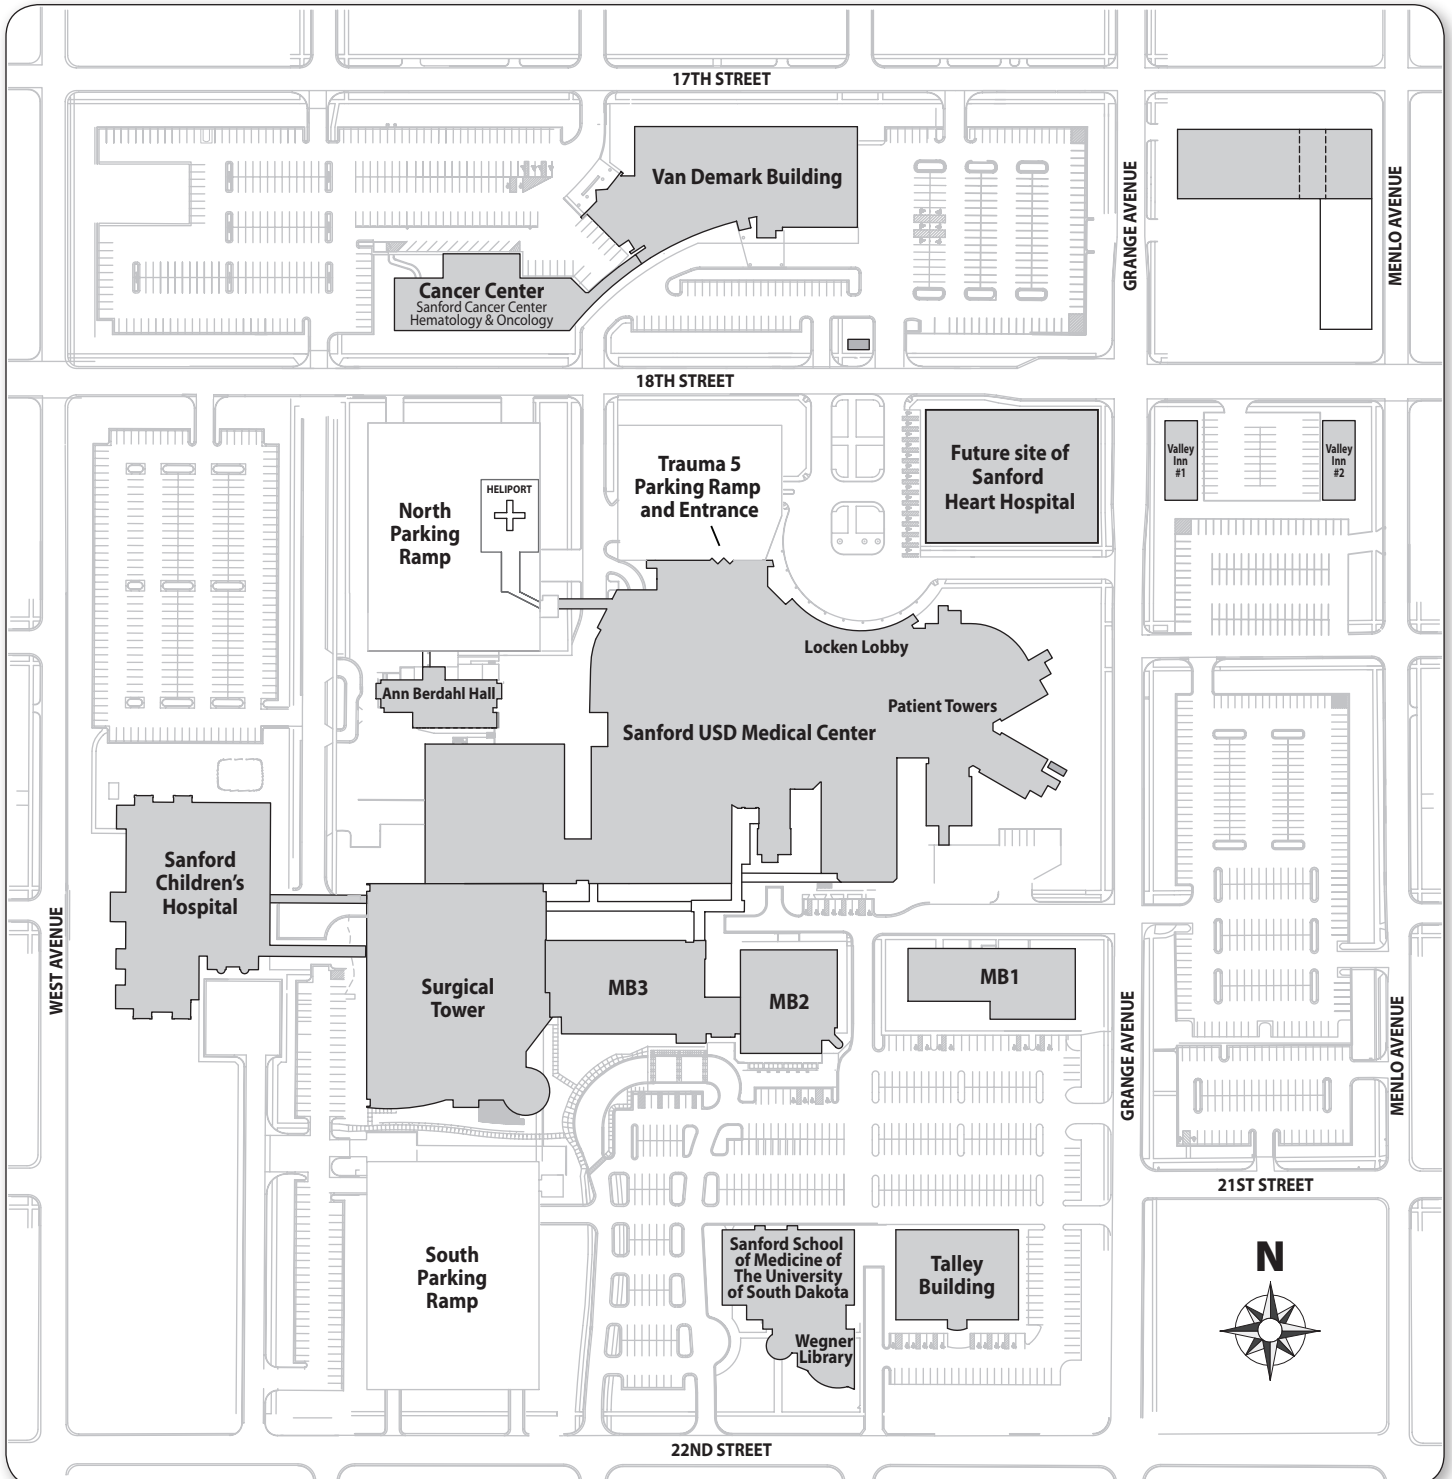 17TH STREET
Van Demark Building
GRANGE AVENUE
MENLO AVENUE
Cancer Center
Sanford Cancer Center
Hematology & Oncology
18TH STREET
Future site of
Sanford
Heart Hospital
Valley
Inn
#1
Valley
Inn
#2
Trauma 5
Parking Ramp
and Entrance
HELIPORT
North
Parking
Ramp
Locken Lobby
Ann Berdahl Hall
Patient Towers
Sanford USD Medical Center
Sanford
Children's
Hospital
WEST AVENUE
Surgical
Tower
MB3
MB2
MB1
GRANGE AVENUE
MENLO AVENUE
21ST STREET
South
Parking
Ramp
Sanford School
of Medicine of
The University
of South Dakota
Wegner
Library
Talley
Building
N
22ND STREET